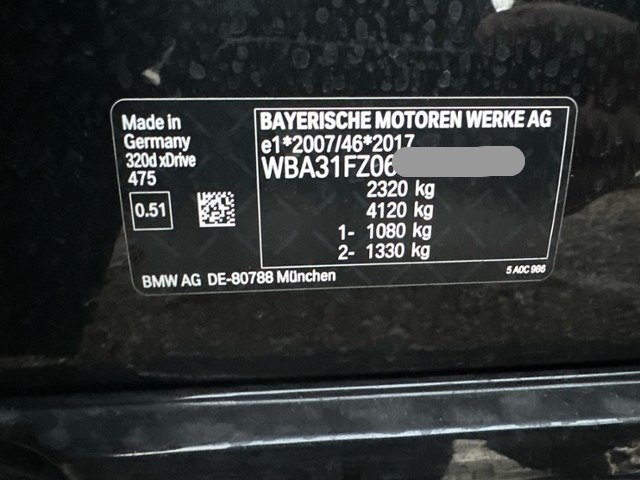 Made in
Germany
320d xDrive
475
0.51
BAYERISCHE MOTOREN WERKE AG
e1*2007/46*2017
WBA31FZ06
2320 kg
4120 kg
1- 1080 kg
2- 1330 kg
BMW AG DE-80788 München
5 A0C 986